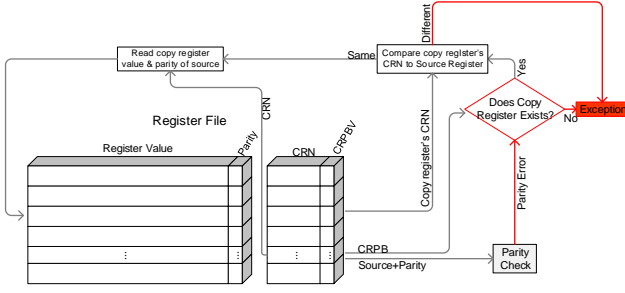 Different
Read copy register
value & parity of source
Same
Compare copy register's
CRN to Source Register
Yes
CRN
Does Copy
Register Exists?
Exception
No
Register File
Copy register's CRN
Register Value
Parity
CRN
CRPBV
Parity Error
CRPB
Source+Parity
Parity
Check
...
...
...
...